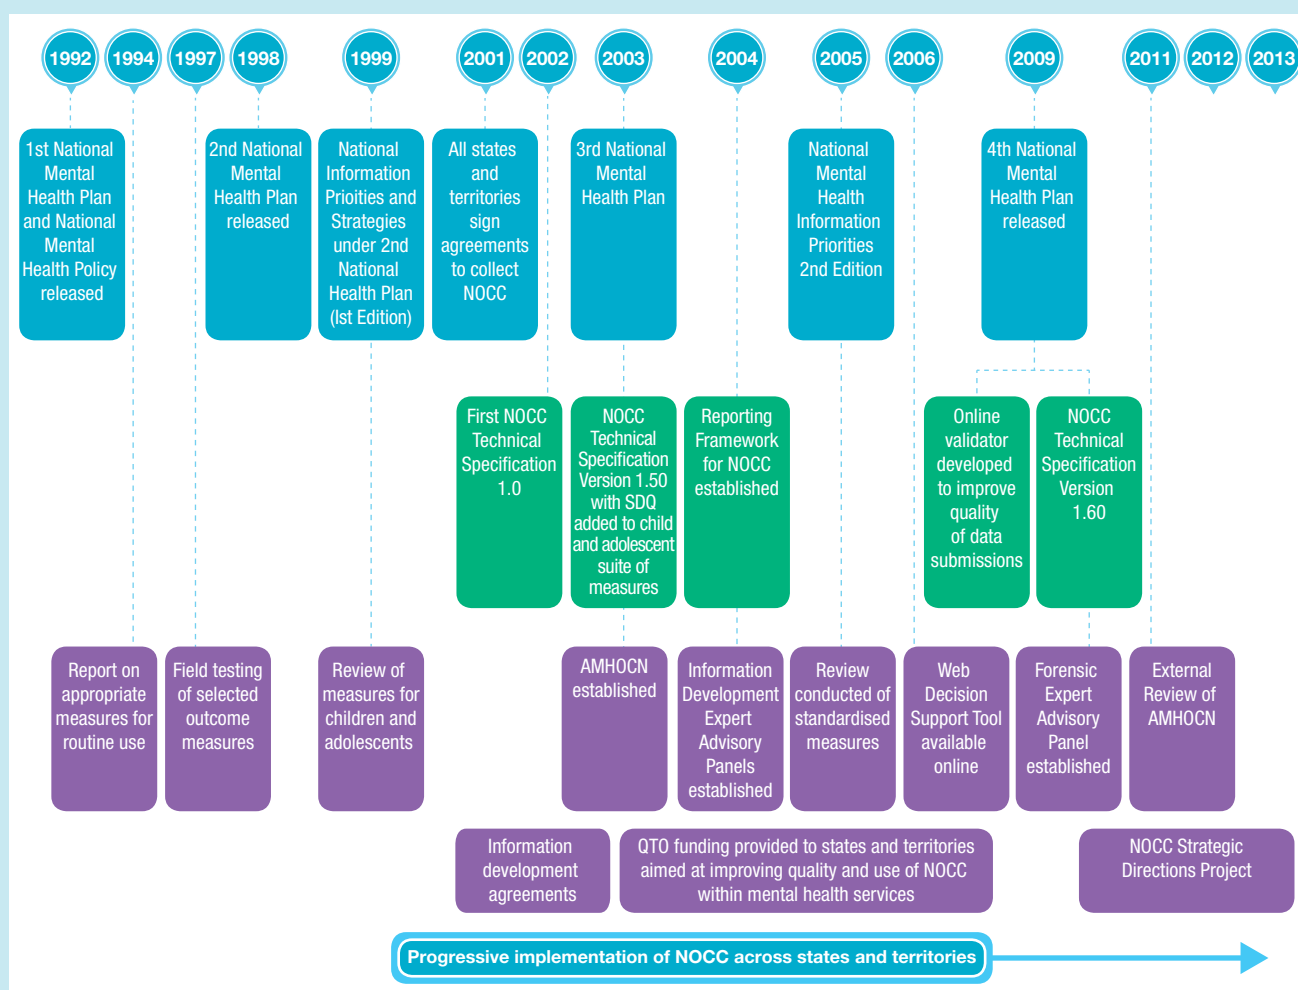 1992
1994
1997
1998
1999
2001
2002
2003
2004
2005
2006
2009
2011
2012
2013
1st National
Mental
Health Plan
and National
Mental
Health Policy
released
2nd National
Mental
Health Plan
released
National
Information
Prioities and
Strategies
under 2nd
National
Health Plan
(Ist Edition)
All states
and
territories
sign
agreements
to collect
NOCC
3rd National
Mental
Health Plan
National
Mental
Health
Information
Priorities
2nd Edition
4th National
Mental
Health Plan
released
First NOCC
Technical
Specification
1.0
NOCC
Technical
Specification
Version 1.50
with SDQ
added to child
and adolescent
suite of
measures
Reporting
Framework
for NOCC
established
Online
validator
developed
to improve
quality
of data
submissions
NOCC
Technical
Specification
Version
1.60
Report on
appropriate
measures for
routine use
Field testing
of selected
outcome
measures
Review of
measures for
children and
adolescents
AMHOCN
established
Information
Development
Expert
Advisory
Panels
established
Review
conducted of
standardised
measures
Web
Decision
Support Tool
available
online
Forensic
Expert
Advisory
Panel
established
External
Review of
AMHOCN
Information
development
agreements
QTO funding provided to states and territories
aimed at improving quality and use of NOCC
within mental health services
NOCC Strategic
Directions Project
Progressive implementation of NOCC across states and territories